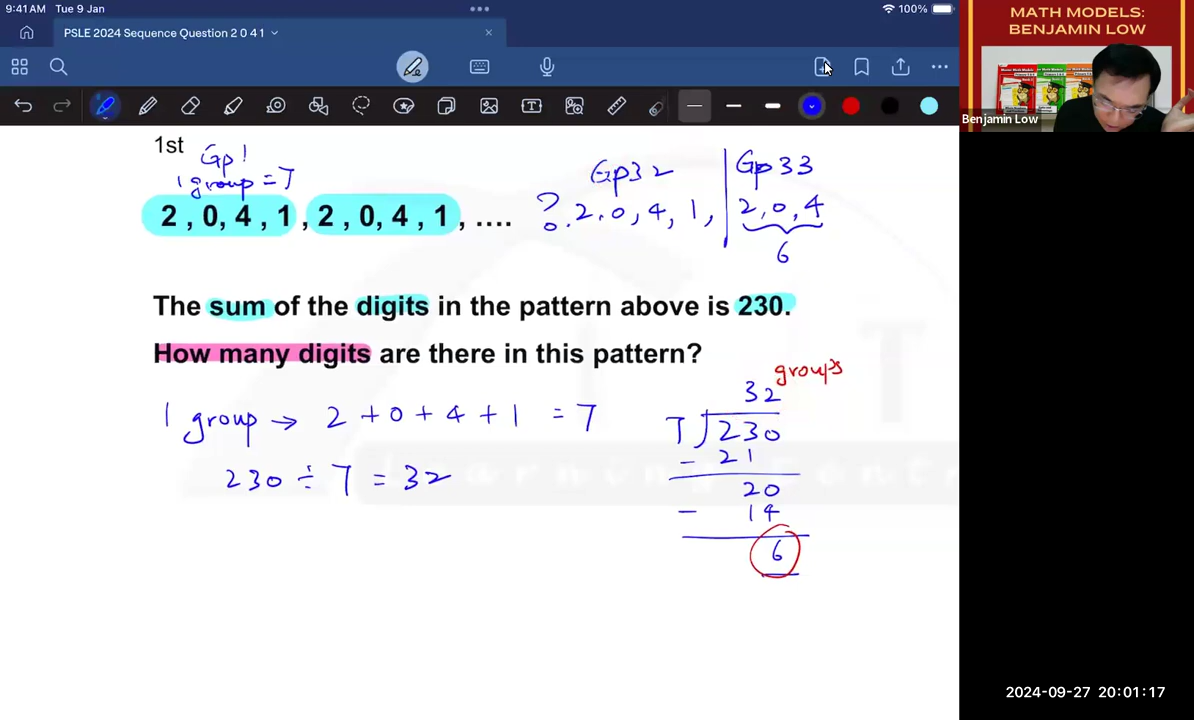 9:41 AM Tue 9 Jan
100%
PSLE 2024 Sequence Question 2 0 4 1
MATH MODELS:
BENJAMIN LOW
Benjamin Low
1st
Gp 1
1 group = 7
Gp 32
Gp 33
2 , 0, 4 , 1 , 2 , 0, 4 , 1 , ....
? . 2, 0, 4, 1, | 2, 0, 4
6
The sum of the digits in the pattern above is 230.
How many digits are there in this pattern?
groups
32
1 group → 2 + 0 + 4 + 1 = 7
7 ) 230
- 21
230 ÷ 7 = 32
20
- 14
6
2024-09-27 20:01:17